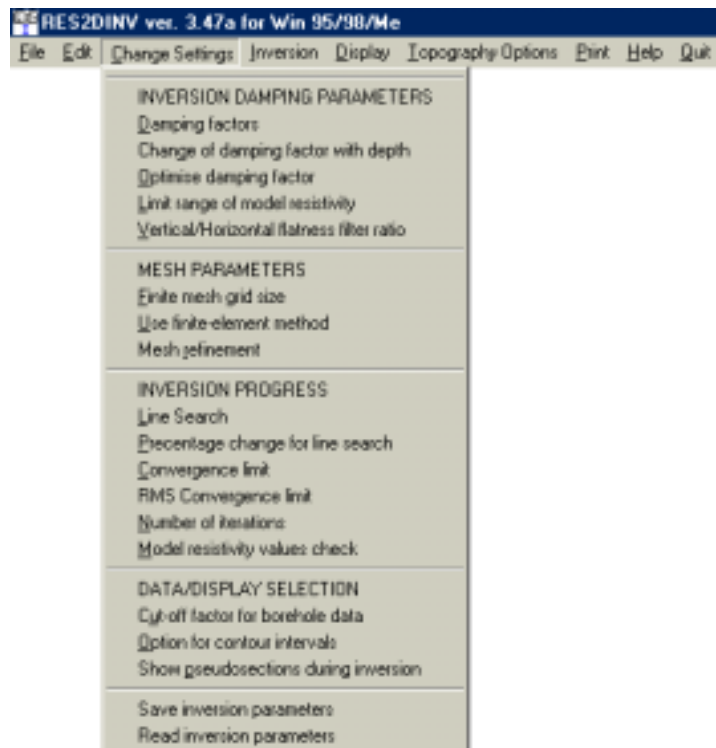 RES2DINV ver. 3.47a for Win 95/98/Me
File Edit Change Settings Inversion Display Topography Options Print Help Quit
INVERSION DAMPING PARAMETERS
Damping factors
Change of damping factor with depth
Optimise damping factor
Limit range of model resistivity
Vertical/Horizontal flatness filter ratio
MESH PARAMETERS
Finite mesh grid size
Use finite-element method
Mesh refinement
INVERSION PROGRESS
Line Search
Precentage change for line search
Convergence limit
RMS Convergence limit
Number of iterations
Model resistivity values check
DATA/DISPLAY SELECTION
Cut-off factor for borehole data
Option for contour intervals
Show pseudosections during inversion
Save inversion parameters
Read inversion parameters